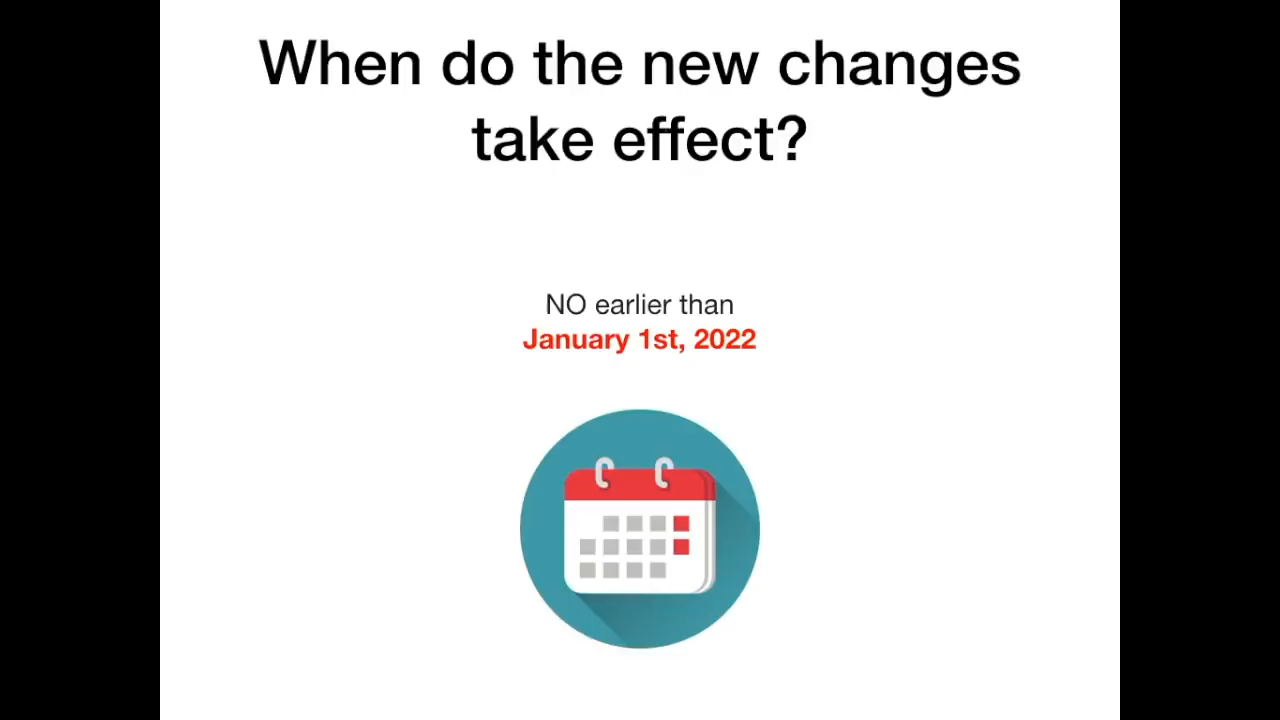 When do the new changes
take effect?
NO earlier than
January 1st, 2022